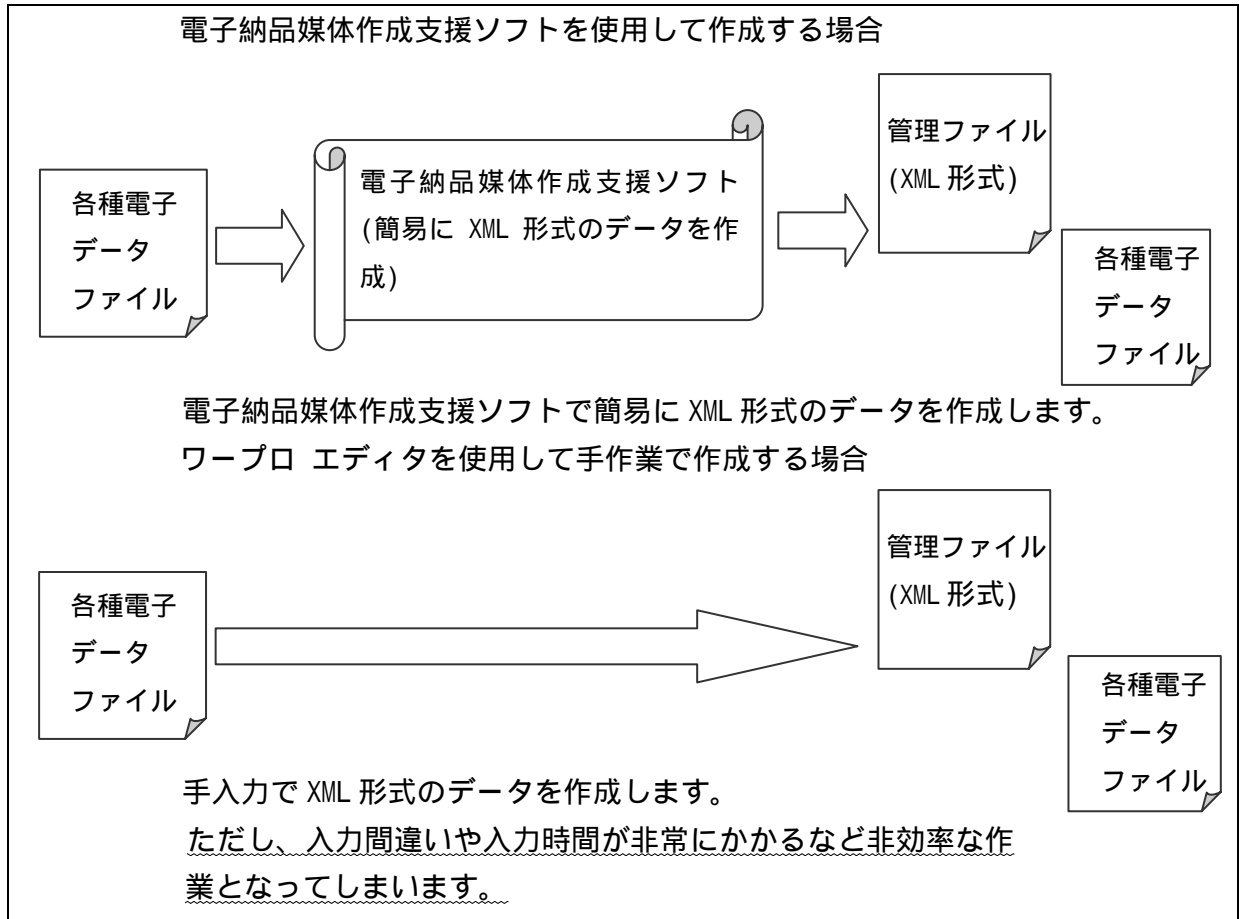 電子納品媒体作成支援ソフトを使用して作成する場合
各種電子
データ
ファイル
電子納品媒体作成支援ソフト
(簡易に XML 形式のデータを作
成)
管理ファイル
(XML 形式)
各種電子
データ
ファイル
電子納品媒体作成支援ソフトで簡易に XML 形式のデータを作成します。
ワープロ エディタを使用して手作業で作成する場合
各種電子
データ
ファイル
管理ファイル
(XML 形式)
各種電子
データ
ファイル
手入力で XML 形式のデータを作成します。
ただし、入力間違いや入力時間が非常にかかるなど非効率な作
業となってしまいます。